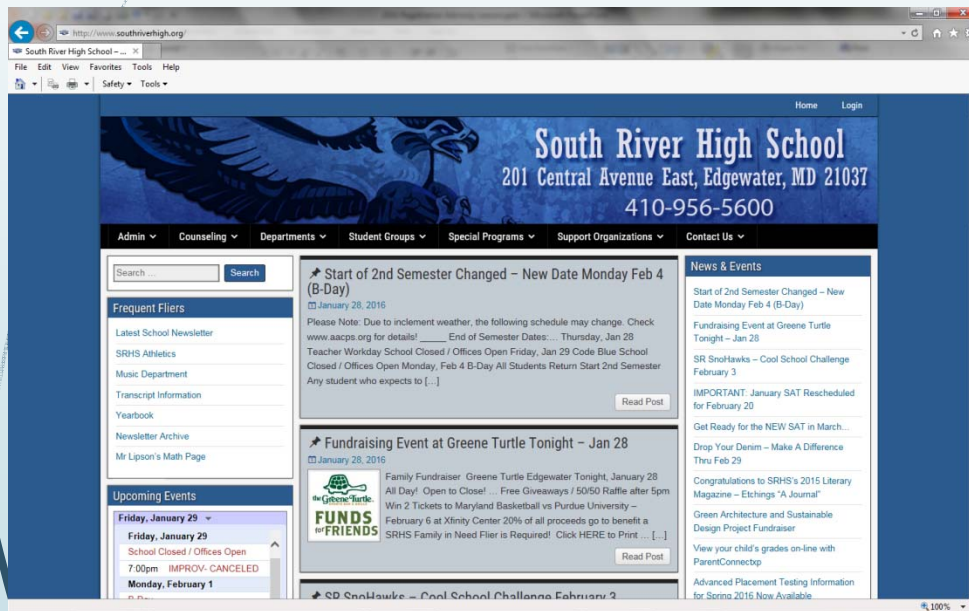 http://www.southriverhigh.org/
South River High School – ...
File Edit View Favorites Tools Help
Safety Tools
Home Login
South River High School
201 Central Avenue East, Edgewater, MD 21037
410-956-5600
Admin Counseling Departments Student Groups Special Programs Support Organizations Contact Us
Search ...
Search
Frequent Fliers
Latest School Newsletter
SRHS Athletics
Music Department
Transcript Information
Yearbook
Newsletter Archive
Mr Lipson's Math Page
Upcoming Events
Friday, January 29
Friday, January 29
School Closed / Offices Open
7:00pm IMPROV- CANCELED
Monday, February 1
B-Day
Start of 2nd Semester Changed – New Date Monday Feb 4
(B-Day)
January 28, 2016
Please Note: Due to inclement weather, the following schedule may change. Check
www.aacps.org for details! _____ End of Semester Dates:... Thursday, Jan 28
Teacher Workday School Closed / Offices Open Friday, Jan 29 Code Blue School
Closed / Offices Open Monday, Feb 4 B-Day All Students Return Start 2nd Semester
Any student who expects to [...]
Read Post
Fundraising Event at Greene Turtle Tonight – Jan 28
January 28, 2016
the Greene Turtle.
FUNDS
for FRIENDS
Family Fundraiser Greene Turtle Edgewater Tonight, January 28
All Day! Open to Close! ... Free Giveaways / 50/50 Raffle after 5pm
Win 2 Tickets to Maryland Basketball vs Purdue University –
February 6 at Xfinity Center 20% of all proceeds go to benefit a
SRHS Family in Need Flier is Required! Click HERE to Print ... [...]
Read Post
SR SnoHawks – Cool School Challenge February 3
News & Events
Start of 2nd Semester Changed – New
Date Monday Feb 4 (B-Day)
Fundraising Event at Greene Turtle
Tonight – Jan 28
SR SnoHawks – Cool School Challenge
February 3
IMPORTANT: January SAT Rescheduled
for February 20
Get Ready for the NEW SAT in March...
Drop Your Denim – Make A Difference
Thru Feb 29
Congratulations to SRHS's 2015 Literary
Magazine – Etchings "A Journal"
Green Architecture and Sustainable
Design Project Fundraiser
View your child's grades on-line with
ParentConnectxp
Advanced Placement Testing Information
for Spring 2016 Now Available
100%